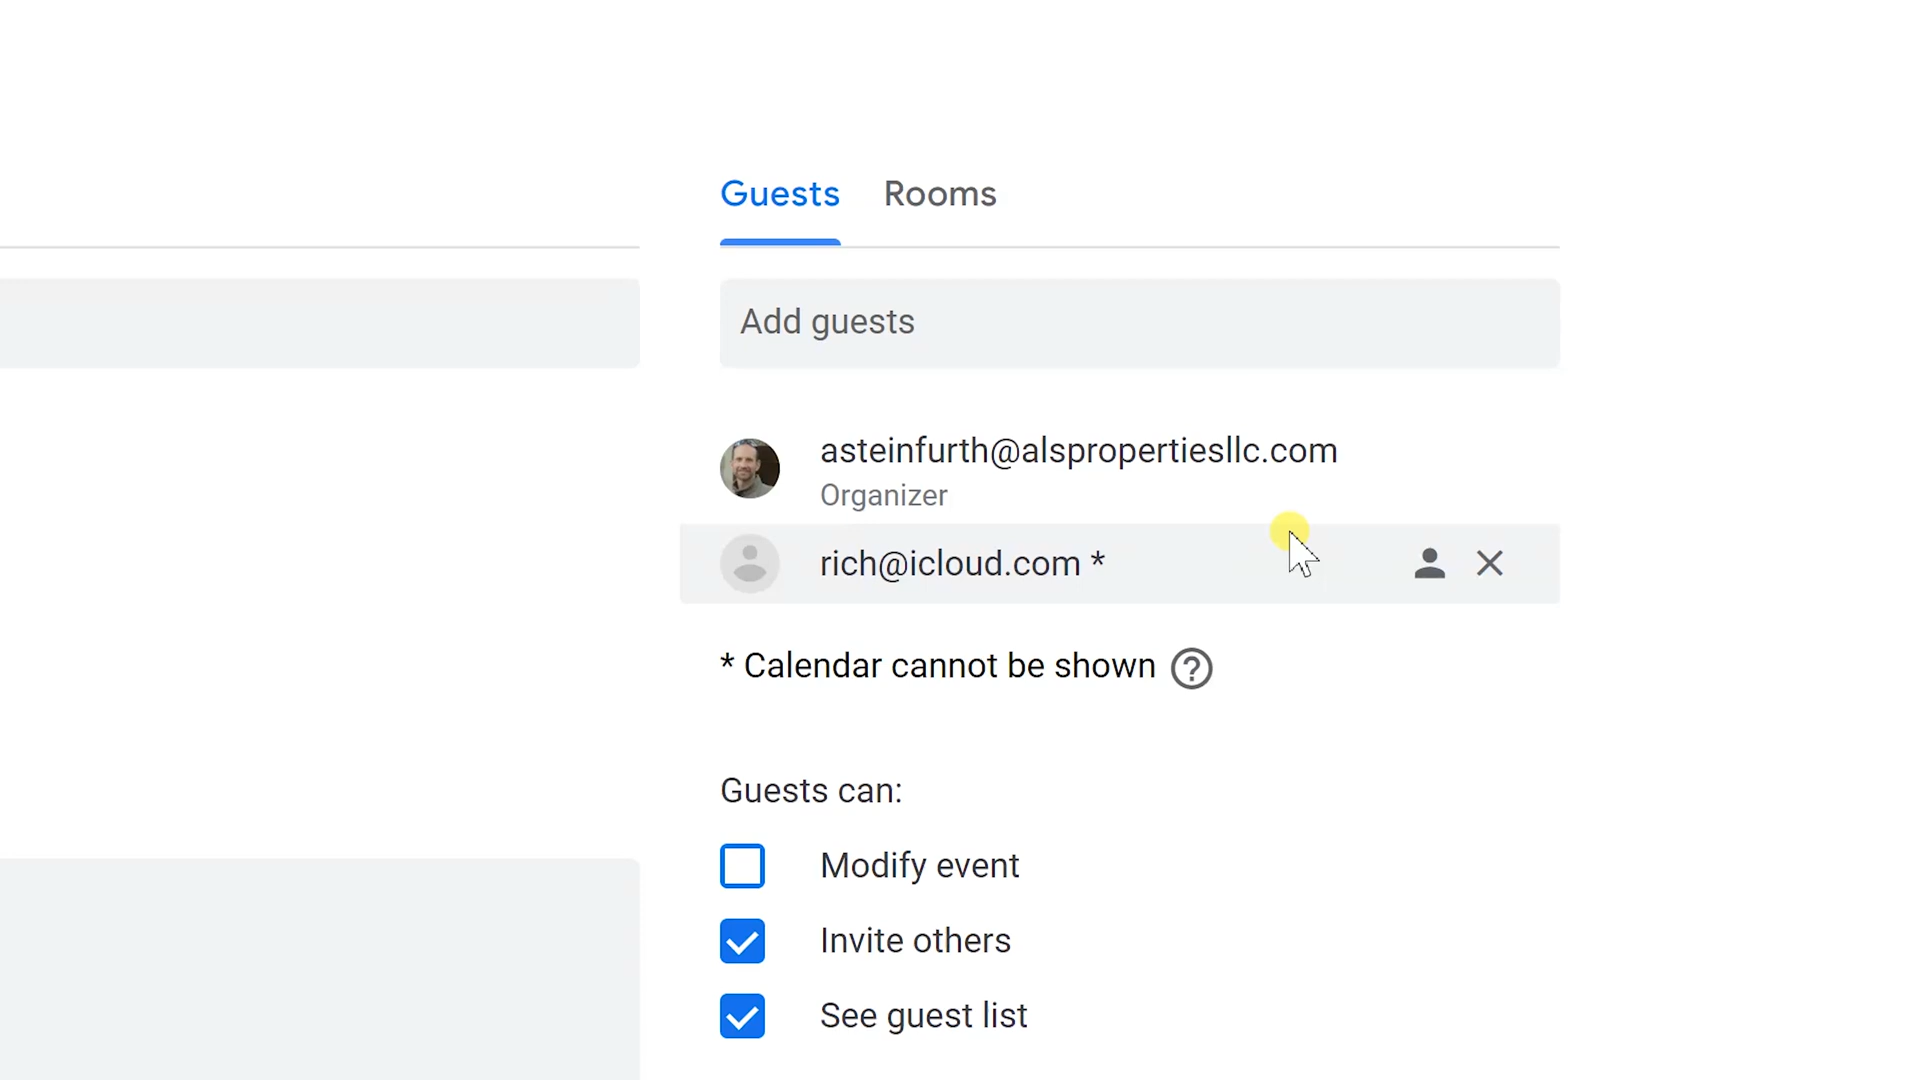 Guests Rooms
Add guests
asteinfurth@alspropertiesllc.com
Organizer
rich@icloud.com *
* Calendar cannot be shown
Guests can:
Modify event
Invite others
See guest list